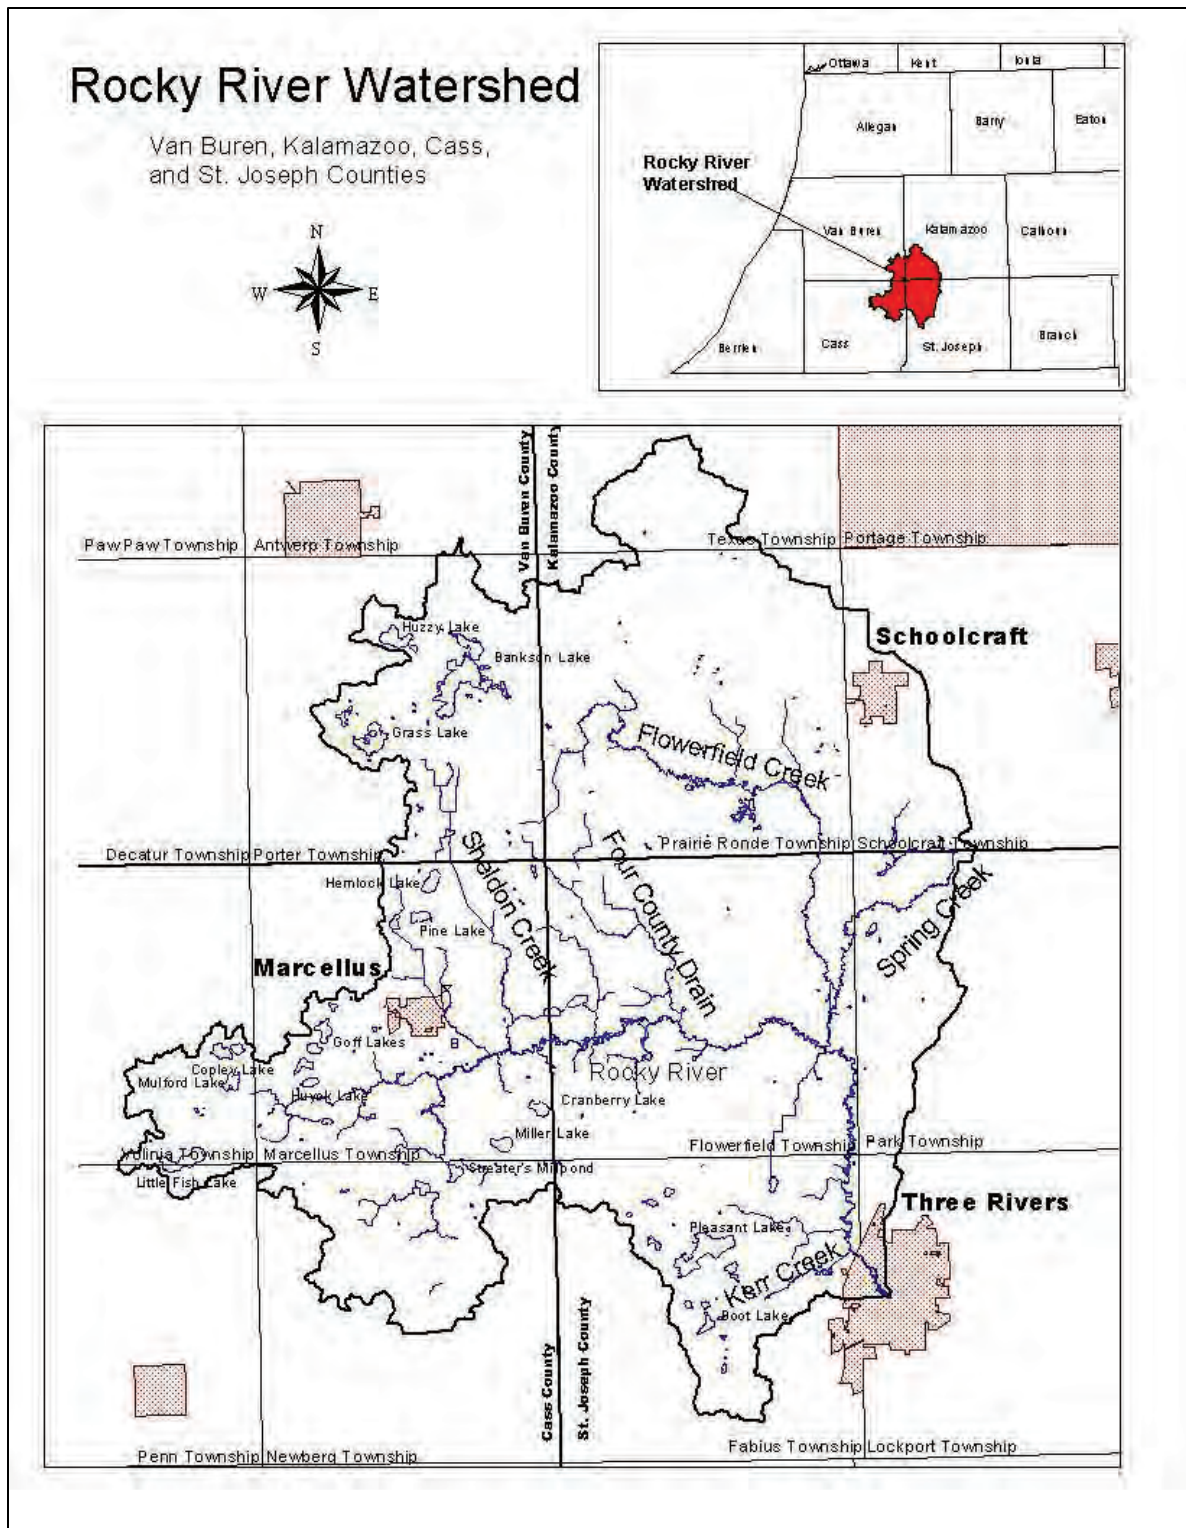 Rocky River Watershed
Van Buren, Kalamazoo, Cass,
and St. Joseph Counties
N
W
E
S
Ottawa
Kent
Ionia
Allegan
Barry
Eaton
Rocky River
Watershed
Van Buren
Kalamazoo
Calhoun
Berrien
Cass
St. Joseph
Branch
Van Buren County
Kalamazoo County
Paw Paw Township
Antwerp Township
Texas Township
Portage Township
Huzzy Lake
Schoolcraft
Bankson Lake
Grass Lake
Flowerfield Creek
Decatur Township
Porter Township
Prairie Ronde Township
Schoolcraft Township
Hemlock Lake
Sheldon Creek
Four County Drain
Spring Creek
Pine Lake
Marcellus
Goff Lakes
Copley Lake
Mulford Lake
Huyck Lake
Rocky River
Cranberry Lake
Miller Lake
Flowerfield Township
Park Township
Volinia Township
Marcellus Township
Streater's Millpond
Little Fish Lake
Three Rivers
Pleasant Lake
Kerr Creek
Boot Lake
Cass County
St. Joseph County
Penn Township
Newberg Township
Fabius Township
Lockport Township